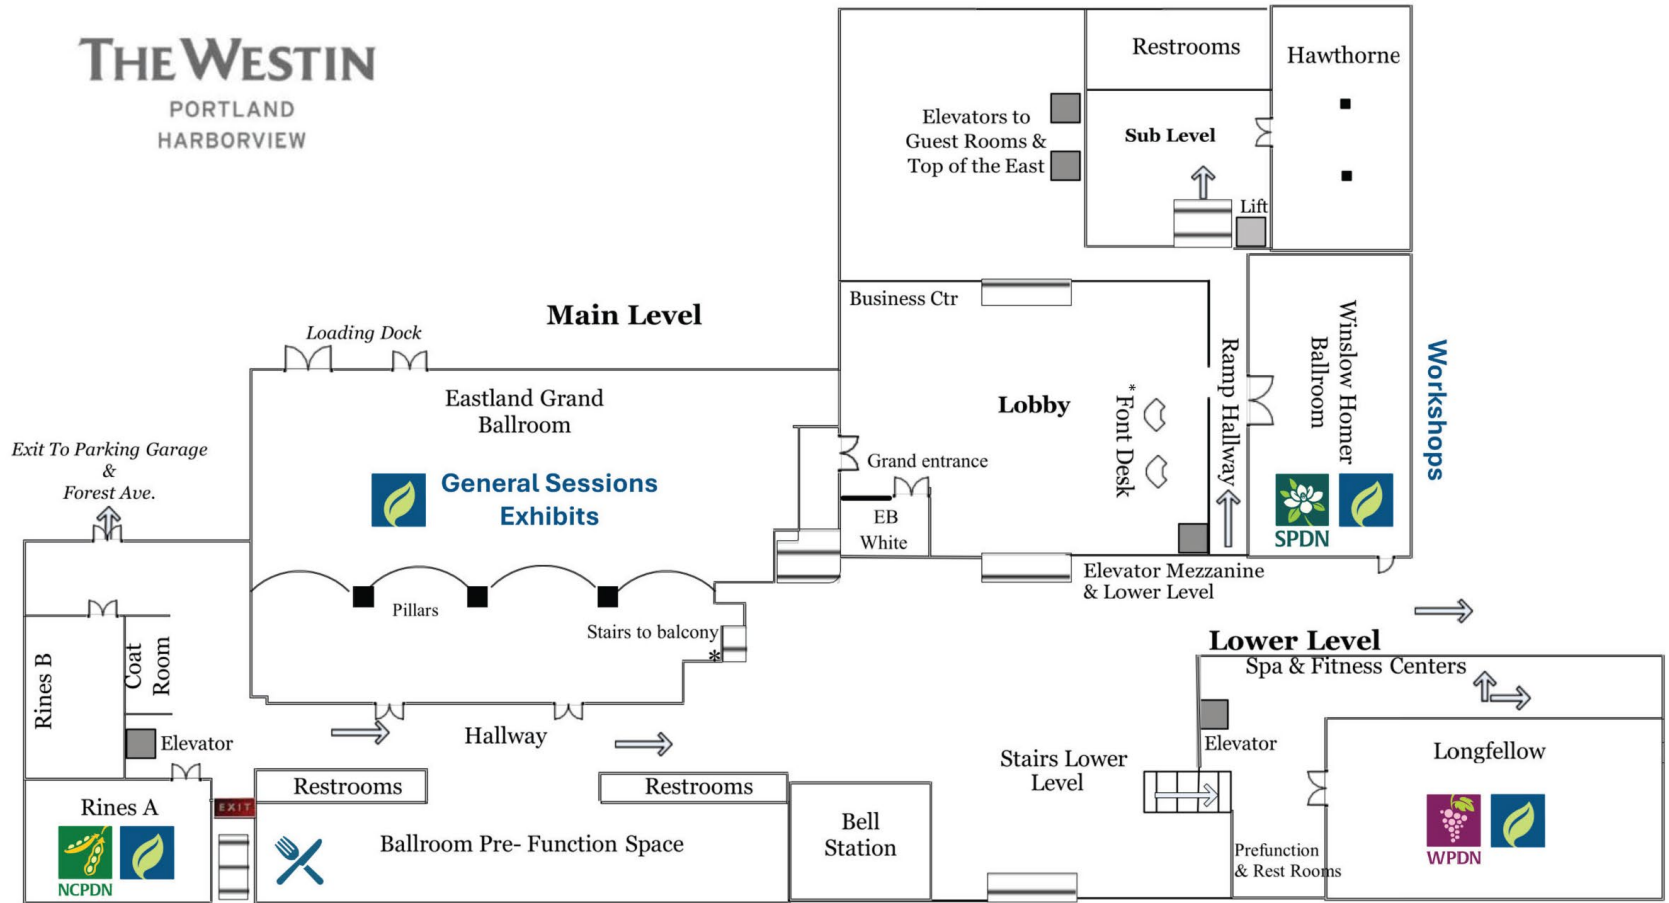 THE WESTIN
PORTLAND
HARBORVIEW
Restrooms
Hawthorne
Elevators to
Guest Rooms &
Top of the East
Sub Level
Lift
Main Level
Loading Dock
Business Ctr
Eastland Grand
Ballroom
General Sessions
Exhibits
Exit To Parking Garage
&
Forest Ave.
Lobby
*Font Desk
Ramp Hallway
Winslow Homer
Ballroom
Workshops
SPDN
Grand entrance
EB
White
Elevator Mezzanine
& Lower Level
Pillars
Stairs to balcony
*
Rines B
Coat
Room
Elevator
Hallway
Lower Level
Spa & Fitness Centers
Elevator
Stairs Lower
Level
Longfellow
WPDN
Prefunction
& Rest Rooms
Restrooms
Restrooms
Rines A
NCPDN
EXIT
Ballroom Pre- Function Space
Bell
Station